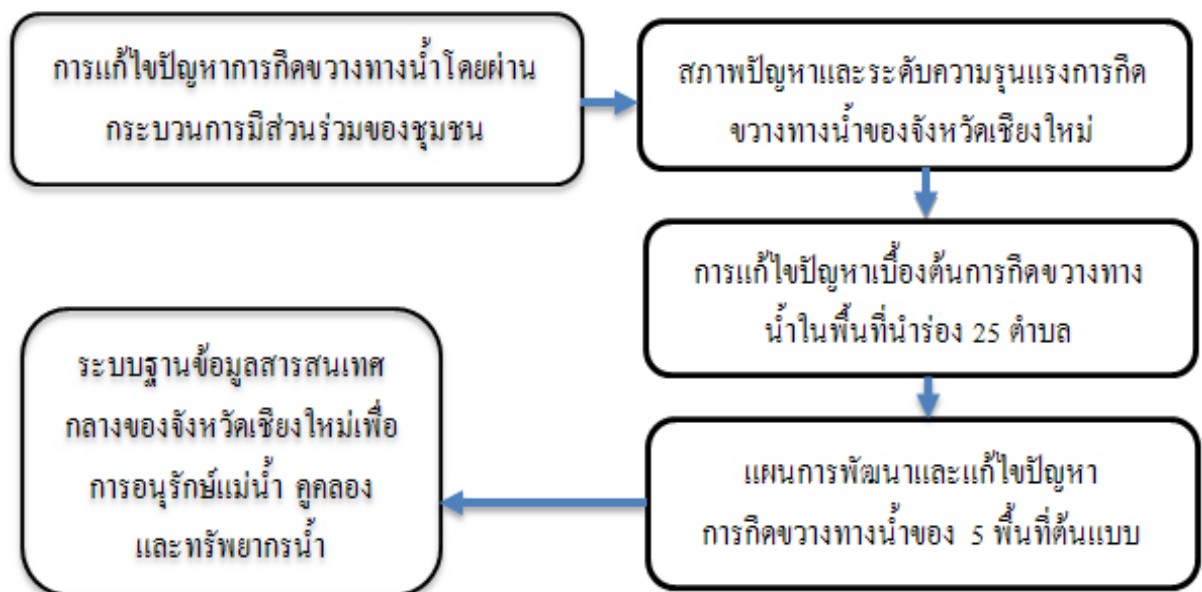 การแก้ไขปัญหาการกีดขวางทางน้ำโดยผ่าน
กระบวนการมีส่วนร่วมของชุมชน
สภาพปัญหาและระดับความรุนแรงการกีด
ขวางทางน้ำของจังหวัดเชียงใหม่
การแก้ไขปัญหาเบื้องต้นการกีดขวางทาง
น้ำในพื้นที่นำร่อง 25 ตำบล
แผนการพัฒนาและแก้ไขปัญหา
การกีดขวางทางน้ำของ 5 พื้นที่ต้นแบบ
ระบบฐานข้อมูลสารสนเทศ
กลางของจังหวัดเชียงใหม่เพื่อ
การอนุรักษ์แม่น้ำ คูคลอง
และทรัพยากรน้ำ